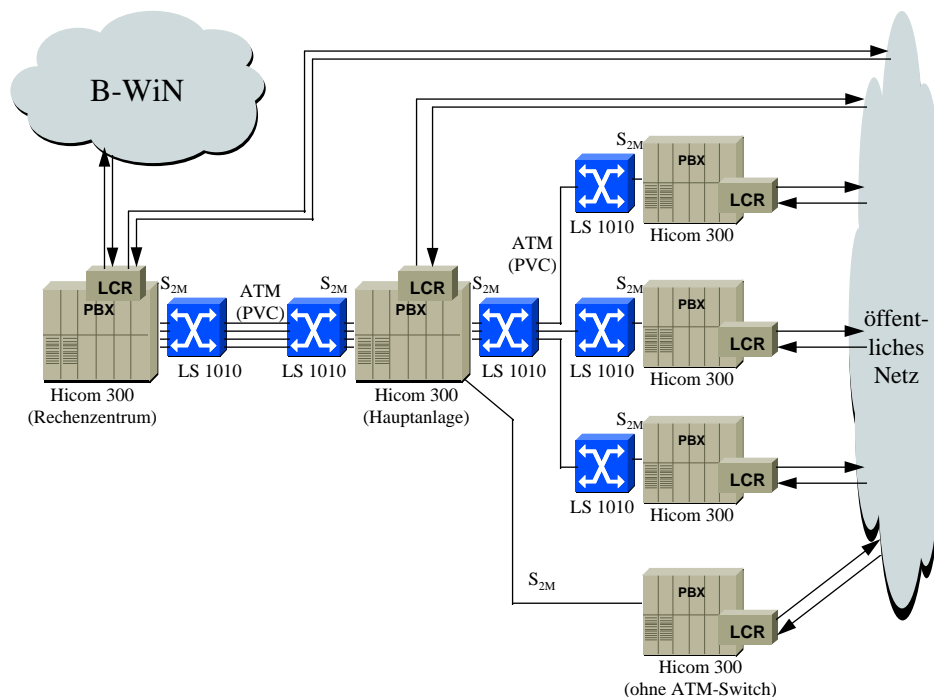 B-WiN
S2M
PBX
LCR
LS 1010
Hicom 300
ATM
(PVC)
LCR
PBX
S2M
ATM
(PVC)
S2M
LCR
PBX
S2M
S2M
PBX
LCR
LS 1010
LS 1010
LS 1010
LS 1010
Hicom 300
öffent-
liches
Netz
Hicom 300
(Rechenzentrum)
Hicom 300
(Hauptanlage)
S2M
PBX
LCR
LS 1010
Hicom 300
S2M
PBX
LCR
Hicom 300
(ohne ATM-Switch)